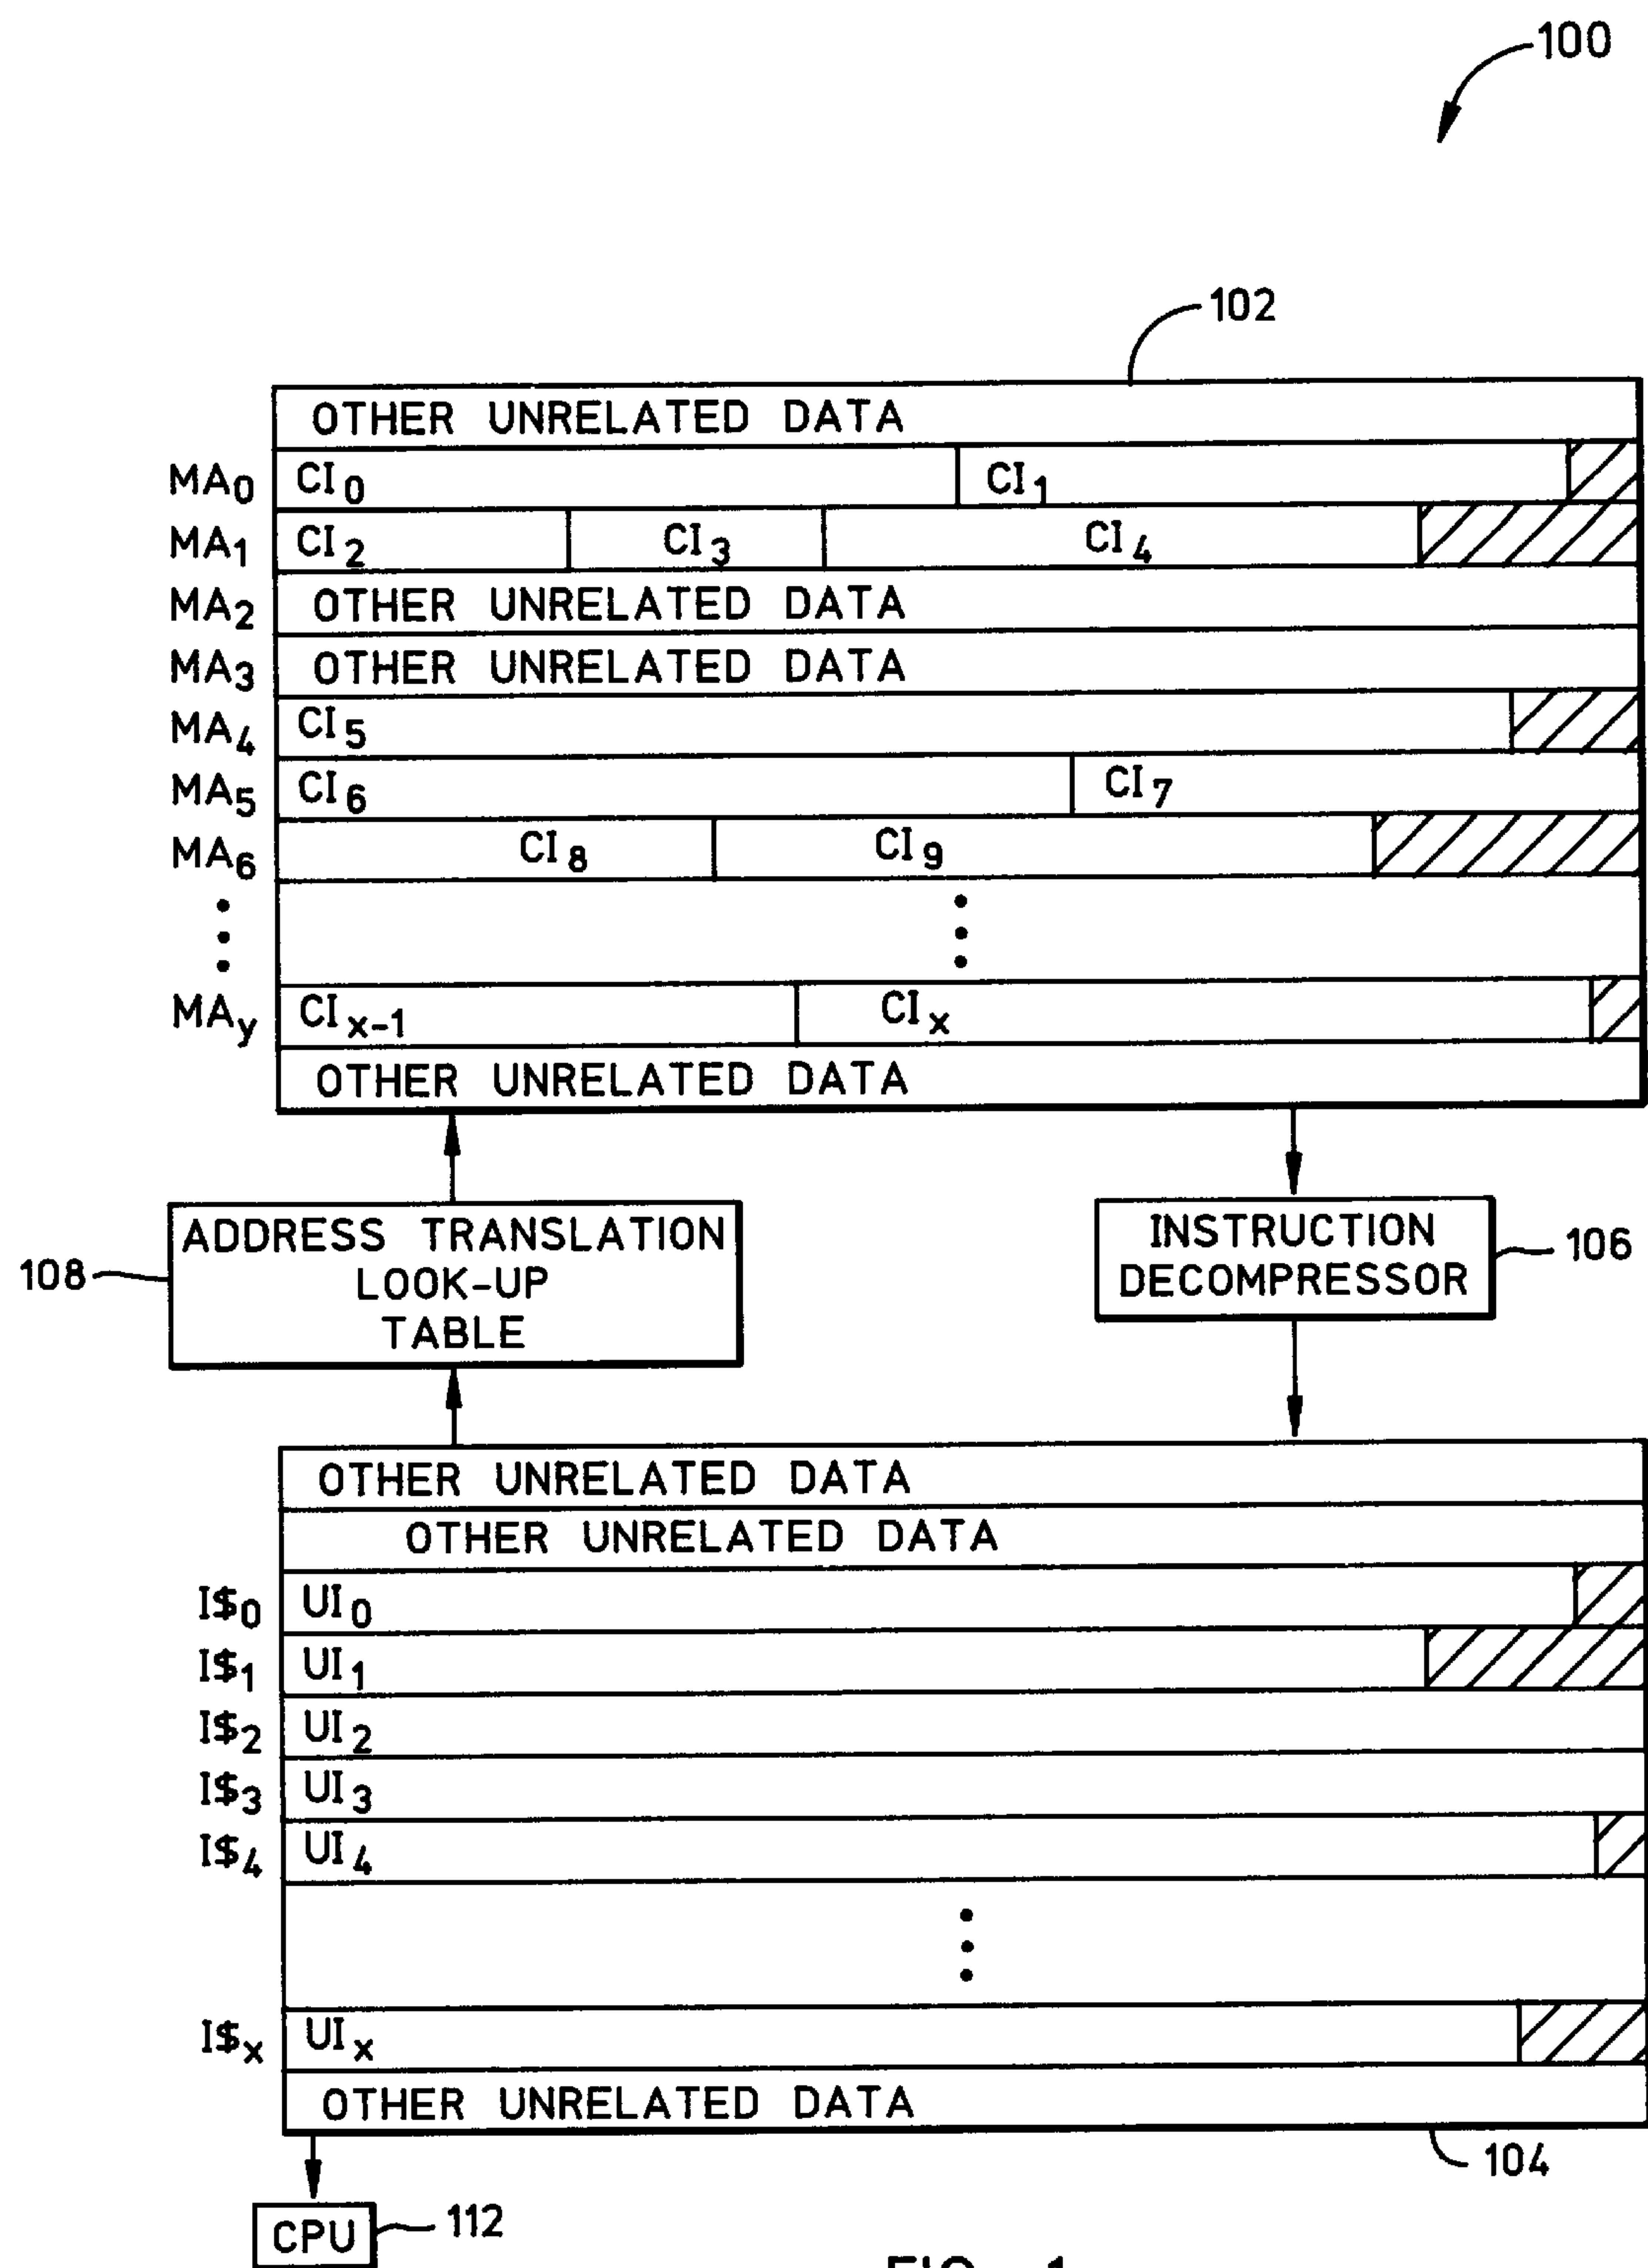 100
102
OTHER UNRELATED DATA
MA₀ CI₀ CI₁
MA₁ CI₂ CI₃ CI₄
MA₂ OTHER UNRELATED DATA
MA₃ OTHER UNRELATED DATA
MA₄ CI₅
MA₅ CI₆ CI₇
MA₆ CI₈ CI₉
MAy CIx-1 CIx
OTHER UNRELATED DATA
108 ADDRESS TRANSLATION
LOOK-UP
TABLE
INSTRUCTION
DECOMPRESSOR 106
OTHER UNRELATED DATA
OTHER UNRELATED DATA
I$₀ UI₀
I$₁ UI₁
I$₂ UI₂
I$₃ UI₃
I$₄ UI₄
I$x UIx
OTHER UNRELATED DATA
104
CPU 112